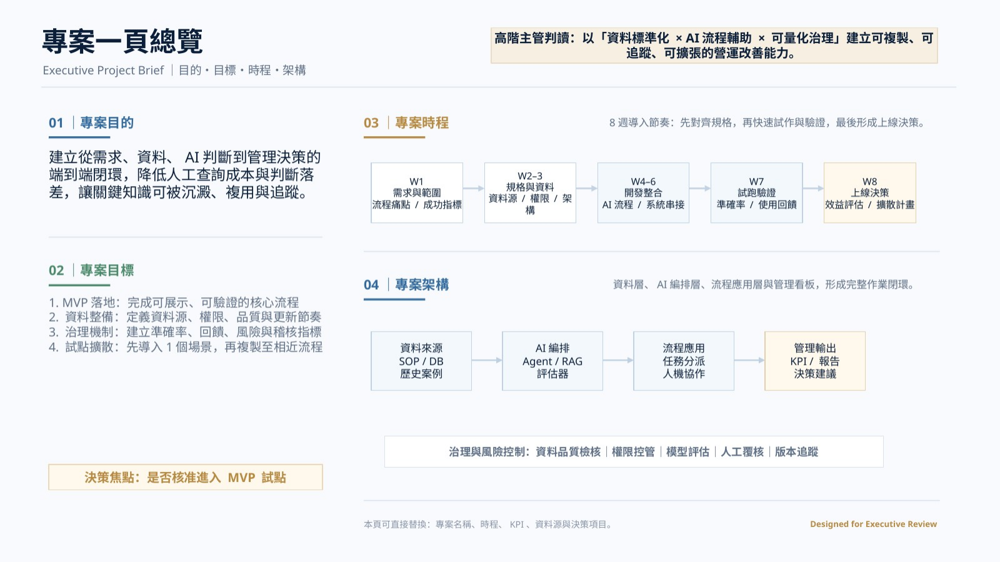 專案一頁總覽
Executive Project Brief｜目的・目標・時程・架構
高階主管判讀：以「資料標準化 × AI 流程輔助 × 可量化治理」建立可複製、可
追蹤、可擴張的營運改善能力。
01｜專案目的
建立從需求、資料、 AI 判斷到管理決策的
端到端閉環，降低人工查詢成本與判斷落
差，讓關鍵知識可被沉澱、複用與追蹤。
02｜專案目標
1. MVP 落地：完成可展示、可驗證的核心流程
2. 資料整備：定義資料源、權限、品質與更新節奏
3. 治理機制：建立準確率、回饋、風險與稽核指標
4. 試點擴散：先導入 1 個場景，再複製至相近流程
決策焦點：是否核准進入 MVP 試點
03｜專案時程
8 週導入節奏：先對齊規格，再快速試作與驗證，最後形成上線決策。
W1
需求與範圍
流程痛點 / 成功指標
W2–3
規格與資料
資料源 / 權限 / 架
構
W4–6
開發整合
AI 流程 / 系統串接
W7
試跑驗證
準確率 / 使用回饋
W8
上線決策
效益評估 / 擴散計畫
04｜專案架構
資料層、 AI 編排層、流程應用層與管理看板，形成完整作業閉環。
資料來源
SOP / DB
歷史案例
AI 編排
Agent / RAG
評估器
流程應用
任務分派
人機協作
管理輸出
KPI / 報告
決策建議
治理與風險控制：資料品質檢核｜權限控管｜模型評估｜人工覆核｜版本追蹤
本頁可直接替換：專案名稱、時程、 KPI 、資料源與決策項目。
Designed for Executive Review